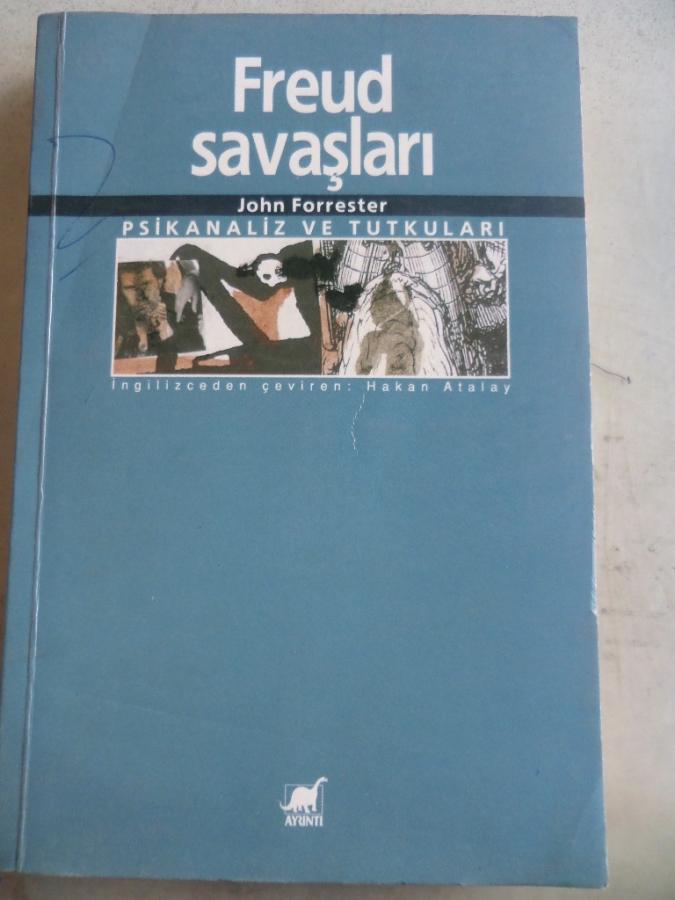 Freud
savaşları
John Forrester
PSİKANALİZ VE TUTKULARI
İngilizceden çeviren: Hakan Atalay
AYRINTI